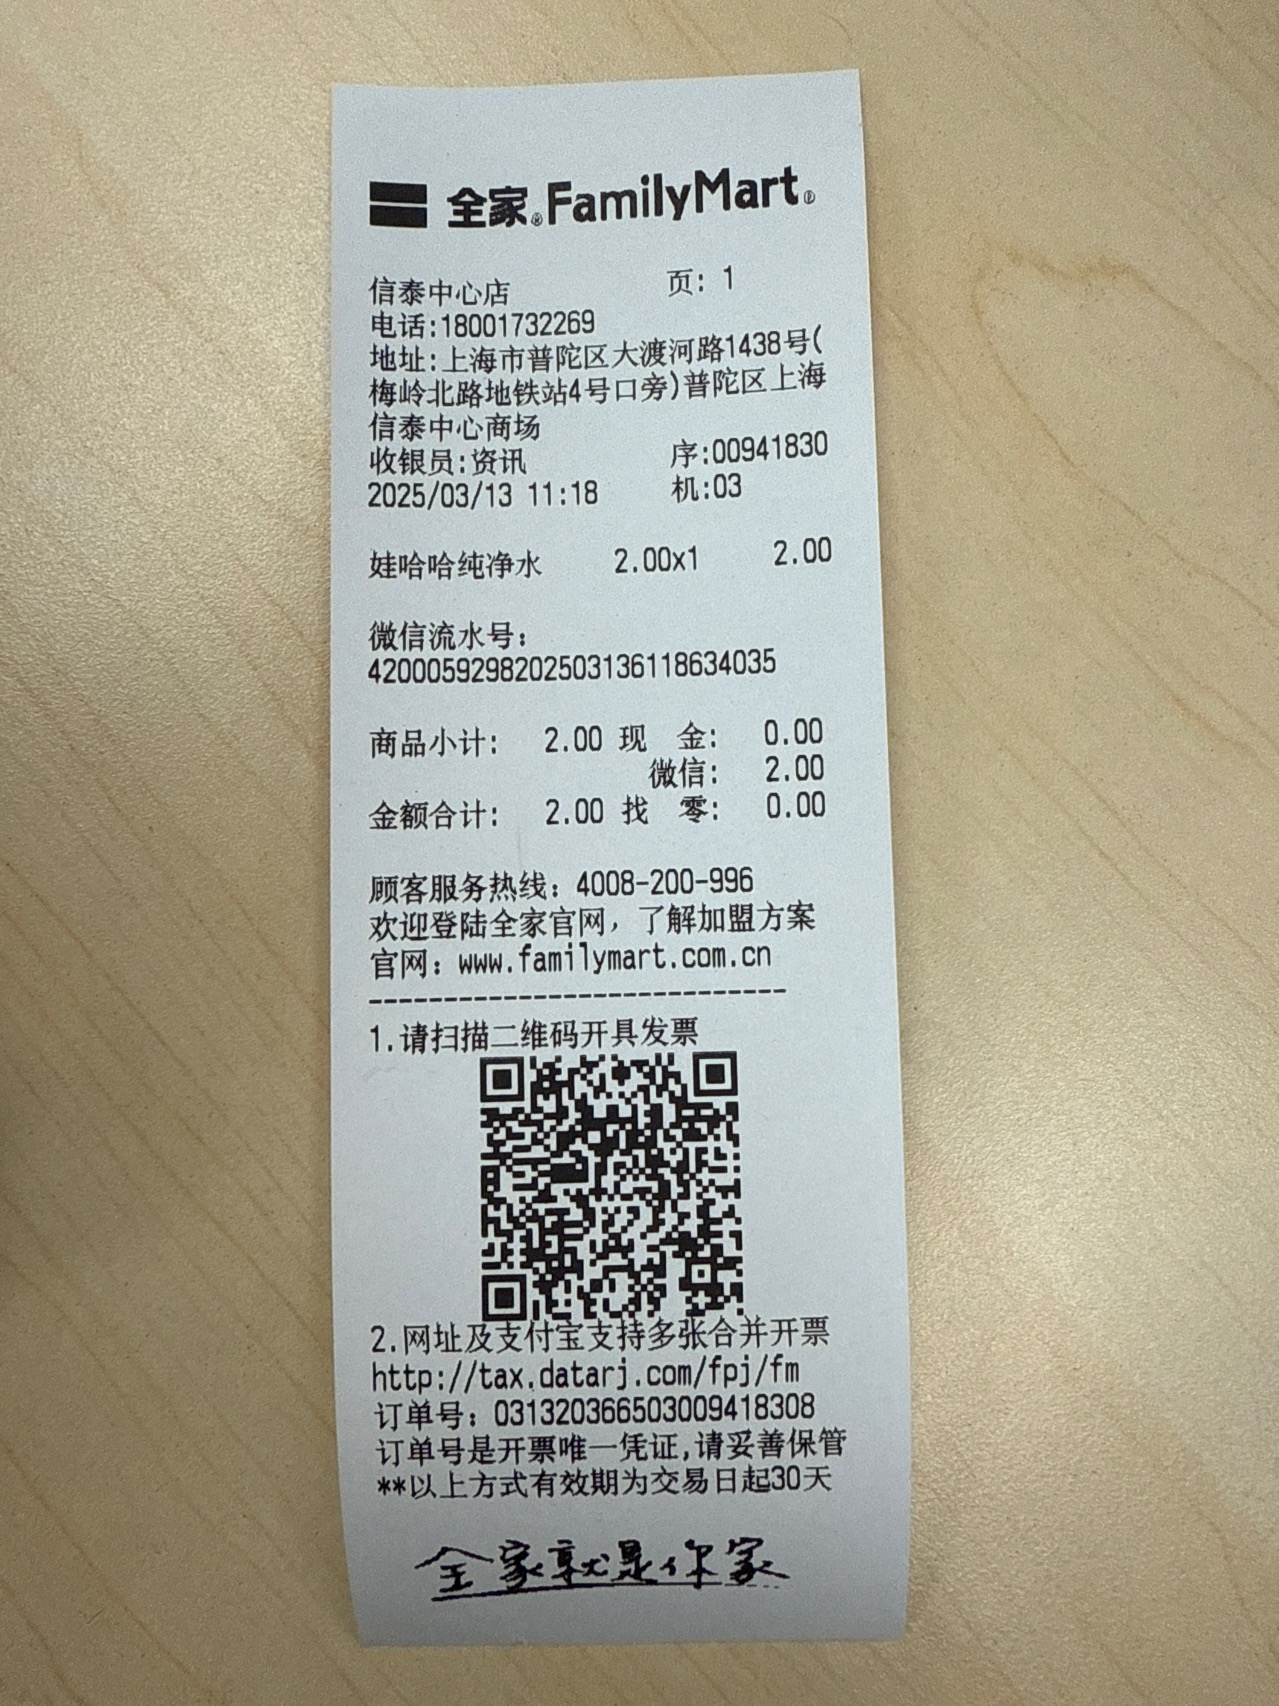 全家® FamilyMart®
信泰中心店 页: 1
电话:18001732269
地址:上海市普陀区大渡河路1438号(
梅岭北路地铁站4号口旁)普陀区上海
信泰中心商场
收银员:资讯 序:00941830
2025/03/13 11:18 机:03
娃哈哈纯净水 2.00x1 2.00
微信流水号:
4200059298202503136118634035
商品小计: 2.00 现 金: 0.00
微信: 2.00
金额合计: 2.00 找 零: 0.00
顾客服务热线: 4008-200-996
欢迎登陆全家官网, 了解加盟方案
官网: www.familymart.com.cn
----------------------------
1.请扫描二维码开具发票
2.网址及支付宝支持多张合并开票
http://tax.datarj.com/fpj/fm
订单号: 031320366503009418308
订单号是开票唯一凭证,请妥善保管
**以上方式有效期为交易日起30天
全家就是你家